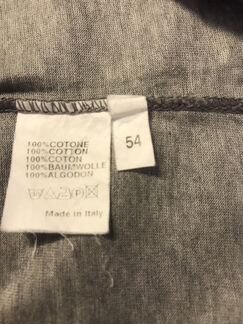 100%COTONE
100%COTTON
100%COTON
100%BAUMWOLLE
100%ALGODON
Made in Italy
54